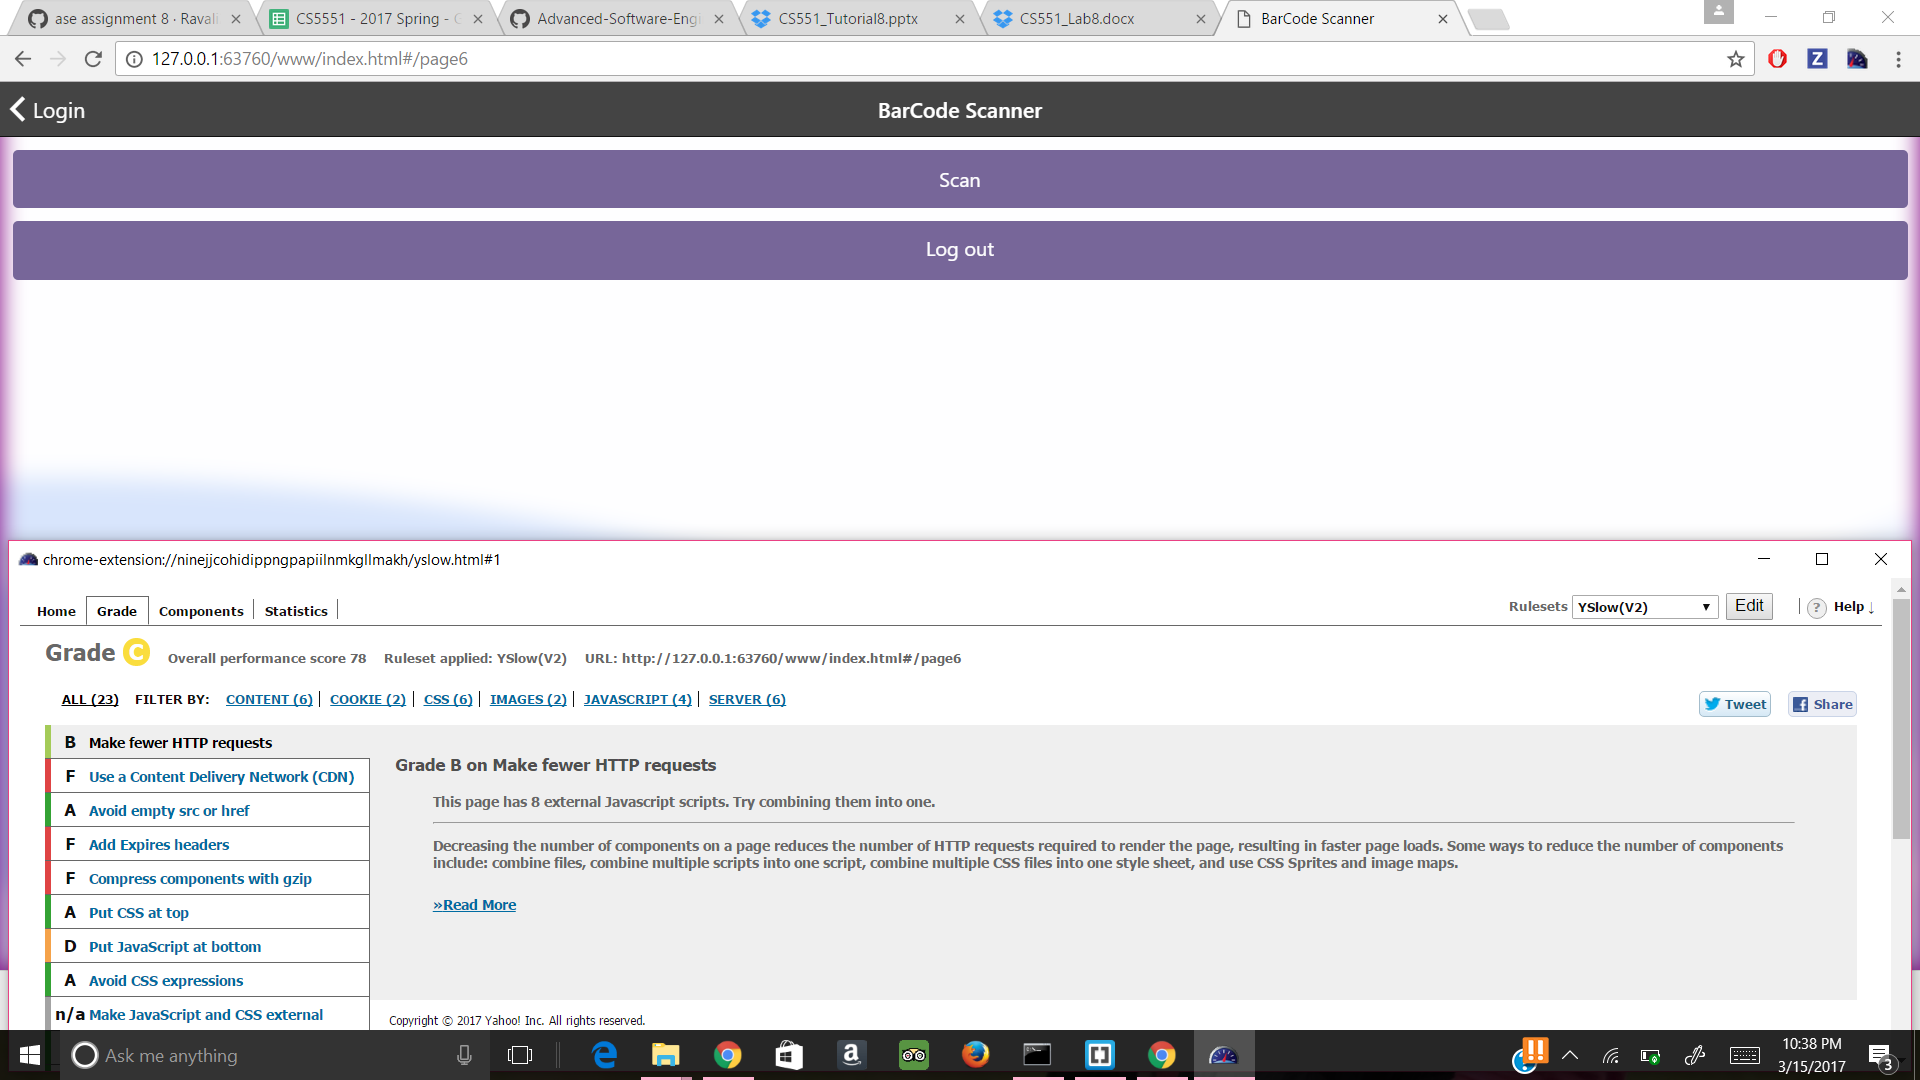 ase assignment 8 · Ravali
CS5551 - 2017 Spring -
Advanced-Software-Engi
CS551_Tutorial8.pptx
CS551_Lab8.docx
BarCode Scanner
127.0.0.1:63760/www/index.html#/page6
Z
Login
BarCode Scanner
Scan
Log out
chrome-extension://ninejjcohidippngpapiilnmkgllmakh/yslow.html#1
Home
Grade
Components
Statistics
Rulesets
YSlow(V2)
Edit
?
Help ↓
Grade C
Overall performance score 78
Ruleset applied: YSlow(V2)
URL: http://127.0.0.1:63760/www/index.html#/page6
ALL (23)
FILTER BY:
CONTENT (6)
COOKIE (2)
CSS (6)
IMAGES (2)
JAVASCRIPT (4)
SERVER (6)
Tweet
Share
B Make fewer HTTP requests
F Use a Content Delivery Network (CDN)
A Avoid empty src or href
F Add Expires headers
F Compress components with gzip
A Put CSS at top
D Put JavaScript at bottom
A Avoid CSS expressions
n/a Make JavaScript and CSS external
Grade B on Make fewer HTTP requests
This page has 8 external Javascript scripts. Try combining them into one.
Decreasing the number of components on a page reduces the number of HTTP requests required to render the page, resulting in faster page loads. Some ways to reduce the number of components
include: combine files, combine multiple scripts into one script, combine multiple CSS files into one style sheet, and use CSS Sprites and image maps.
»Read More
Copyright © 2017 Yahoo! Inc. All rights reserved.
Ask me anything
10:38 PM
3/15/2017
3